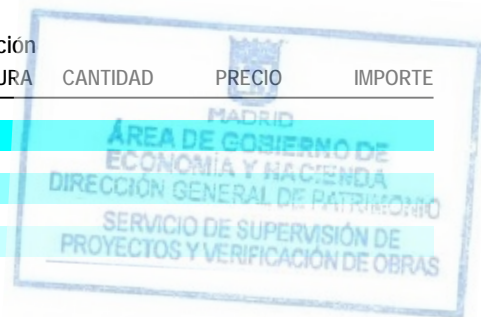 ción
URA CANTIDAD PRECIO IMPORTE
MADRID
ÁREA DE GOBIERNO DE
ECONOMÍA Y HACIENDA
DIRECCIÓN GENERAL DE PATRIMONIO
SERVICIO DE SUPERVISIÓN DE
PROYECTOS Y VERIFICACIÓN DE OBRAS